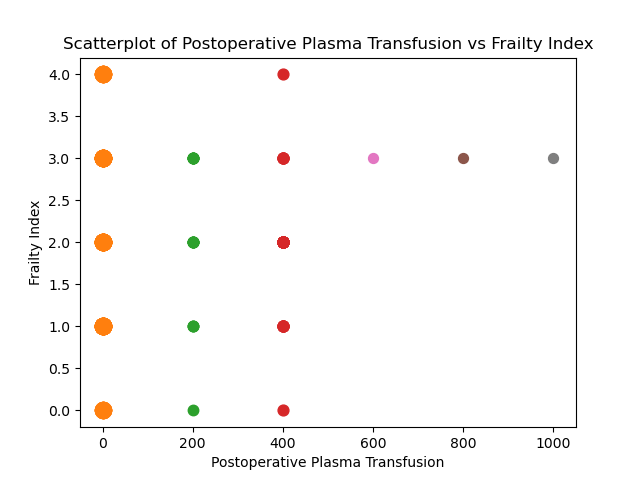 Scatterplot of Postoperative Plasma Transfusion vs Frailty Index
4.0
3.5
3.0
2.5
2.0
1.5
1.0
0.5
0.0
Frailty Index
0 200 400 600 800 1000
Postoperative Plasma Transfusion